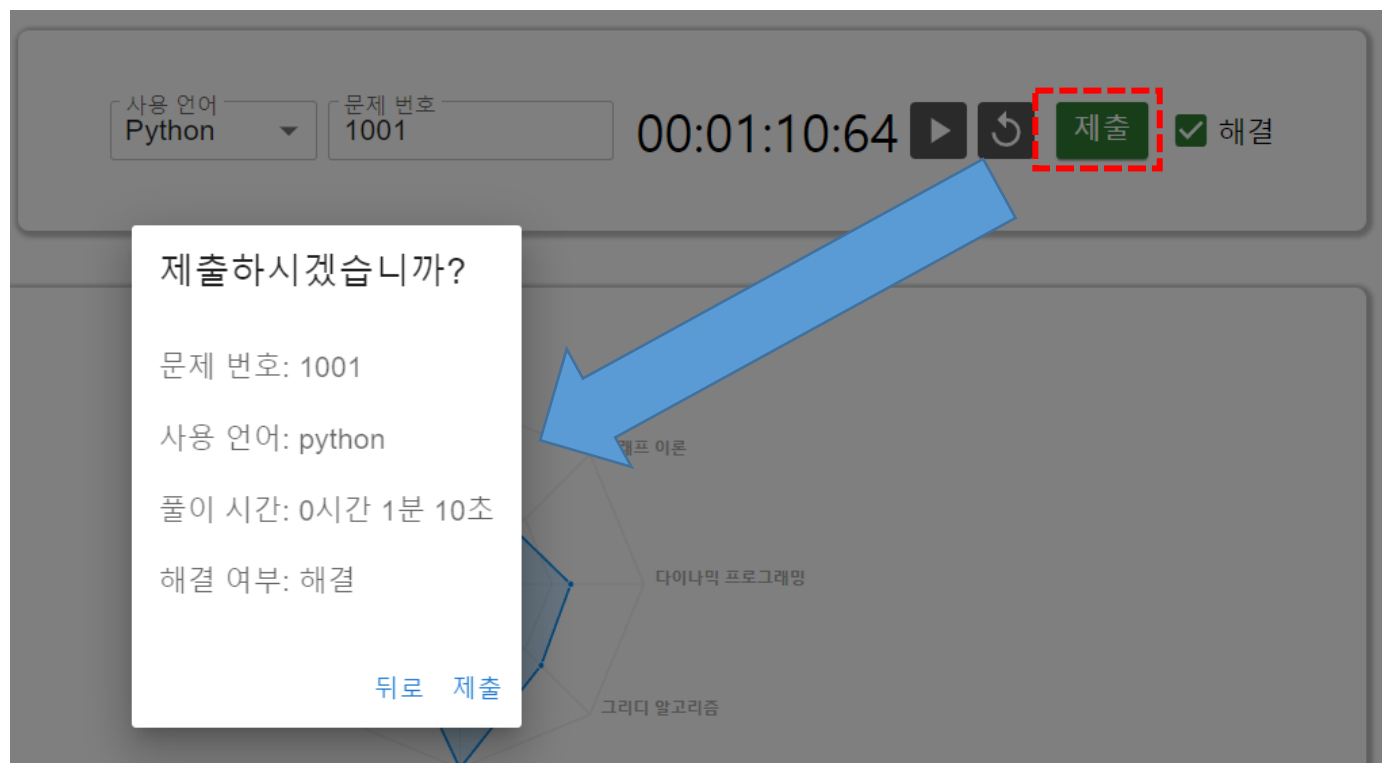 사용 언어
Python
문제 번호
1001
00:01:10:64
제출
해결
제출하시겠습니까?
문제 번호: 1001
사용 언어: python
풀이 시간: 0시간 1분 10초
해결 여부: 해결
뒤로 제출
이론
다이나믹 프로그래밍
그리디 알고리즘